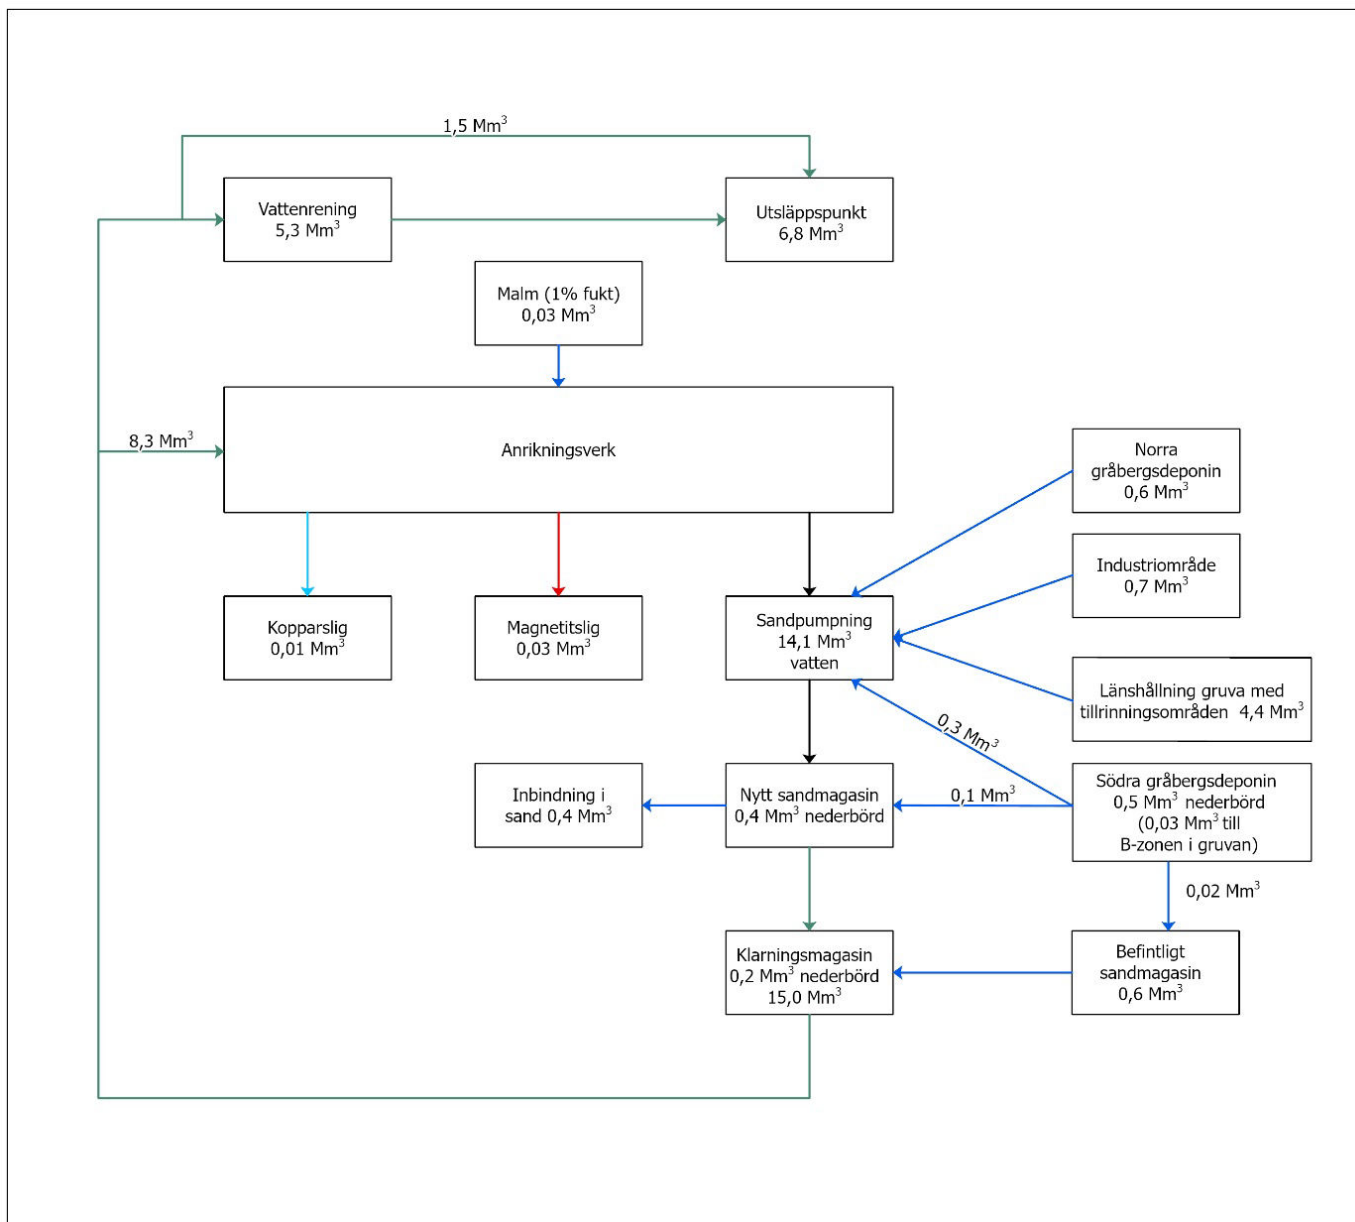 1,5 Mm³
Vattenrening
5,3 Mm³
Utsläppspunkt
6,8 Mm³
Malm (1% fukt)
0,03 Mm³
8,3 Mm³
Anrikningsverk
Norra
gråbergsdeponin
0,6 Mm³
Industriområde
0,7 Mm³
Kopparslig
0,01 Mm³
Magnetitslig
0,03 Mm³
Sandpumpning
14,1 Mm³
vatten
Länshållning gruva med
tillrinningsområden 4,4 Mm³
0,3 Mm³
Inbindning i
sand 0,4 Mm³
Nytt sandmagasin
0,4 Mm³ nederbörd
0,1 Mm³
Södra gråbergsdeponin
0,5 Mm³ nederbörd
(0,03 Mm³ till
B-zonen i gruvan)
0,02 Mm³
Klarningsmagasin
0,2 Mm³ nederbörd
15,0 Mm³
Befintligt
sandmagasin
0,6 Mm³